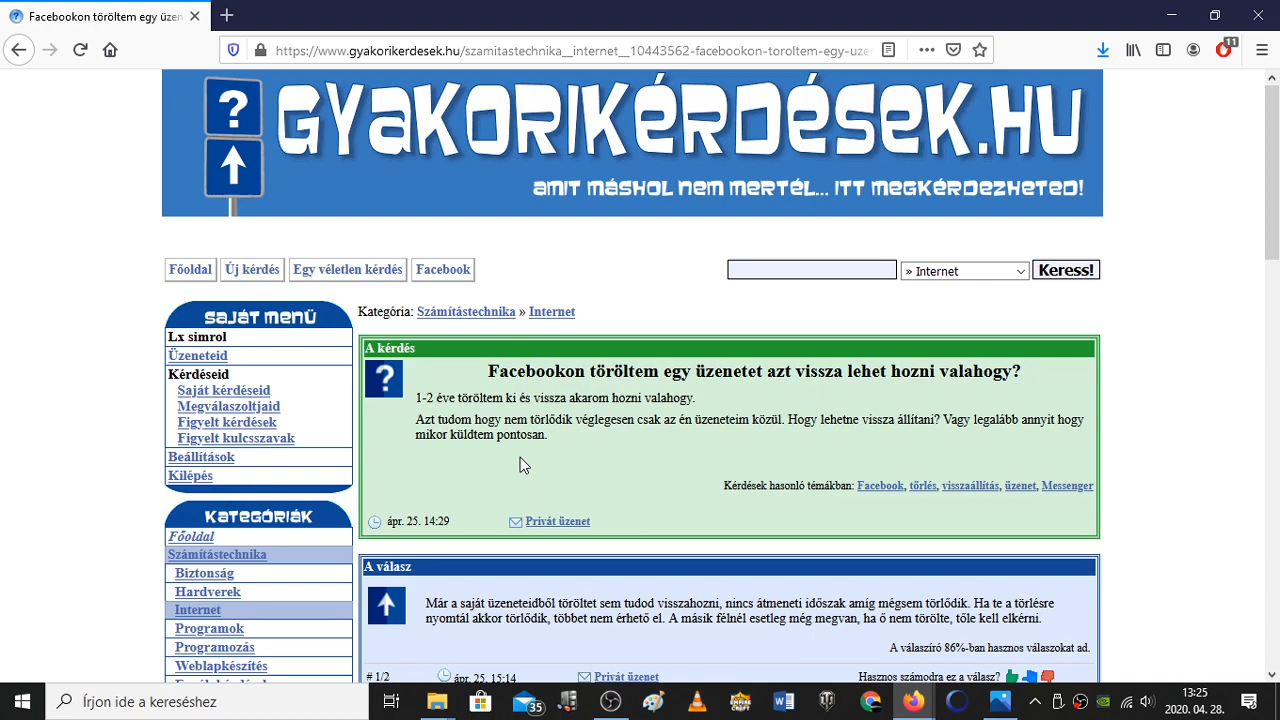 Facebookon töröltem egy üzen
https://www.gyakorikerdesek.hu/szamitastechnika__internet__10443562-facebookon-toroltem-egy-uze
11
GYAKORIKÉRDÉSEK.HU
AMIT MÁSHOL NEM MERTÉL... ITT MEGKÉRDEZHETED!
Főoldal Új kérdés Egy véletlen kérdés Facebook
» Internet Keress!
SAJÁT MENÜ
Lx simrol
Üzeneteid
Kérdéseid
Saját kérdéseid
Megválaszoltjaid
Figyelt kérdések
Figyelt kulcsszavak
Beállítások
Kilépés
KATEGÓRIÁK
Főoldal
Számítástechnika
Biztonság
Hardverek
Internet
Programok
Programozás
Weblapkészítés
Kategória: Számítástechnika » Internet
A kérdés
Facebookon töröltem egy üzenetet azt vissza lehet hozni valahogy?
1-2 éve töröltem ki és vissza akarom hozni valahogy.
Azt tudom hogy nem törlődik véglegesen csak az én üzeneteim közül. Hogy lehetne vissza állítani? Vagy legalább annyit hogy
mikor küldtem pontosan.
Kérdések hasonló témákban: Facebook, törlés, visszaállítás, üzenet, Messenger
ápr. 25. 14:29 Privát üzenet
A válasz
Már a saját üzeneteidből töröltet sem tudod visszahozni, nincs átmeneti időszak amíg mégsem törlődik. Ha te a törlésre
nyomtál akkor törlődik, többet nem érhető el. A másik félnél esetleg még megvan, ha ő nem törölte, tőle kell elkérni.
A válaszíró 86%-ban hasznos válaszokat ad.
# 1/2 ápr. 25. 15:14 Privát üzenet Hasznos számodra ez a válasz?
Írjon ide a kereséshez
35
EMPIRE CRAFT
13:25
2020. 04. 28.